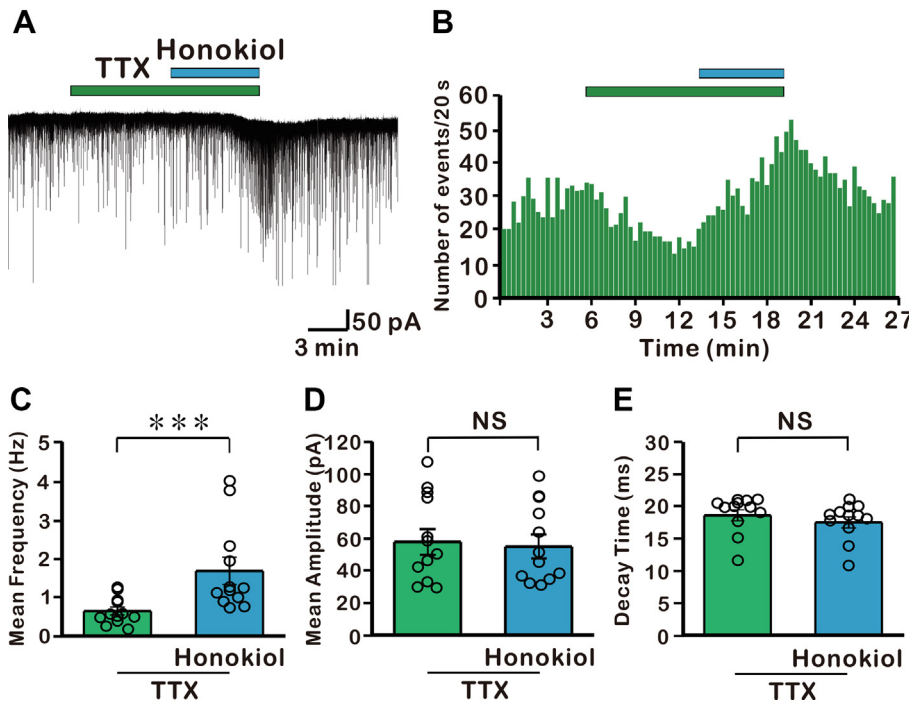 A
Honokiol
TTX
50 pA
3 min
B
Number of events/20 s
60
50
40
30
20
10
0
3 6 9 12 15 18 21 24 27
Time (min)
C
***
Mean Frequency (Hz)
5
4
3
2
1
0
Honokiol
TTX
D
NS
Mean Amplitude (pA)
120
100
80
60
40
20
0
Honokiol
TTX
E
NS
Decay Time (ms)
30
25
20
15
10
5
0
Honokiol
TTX